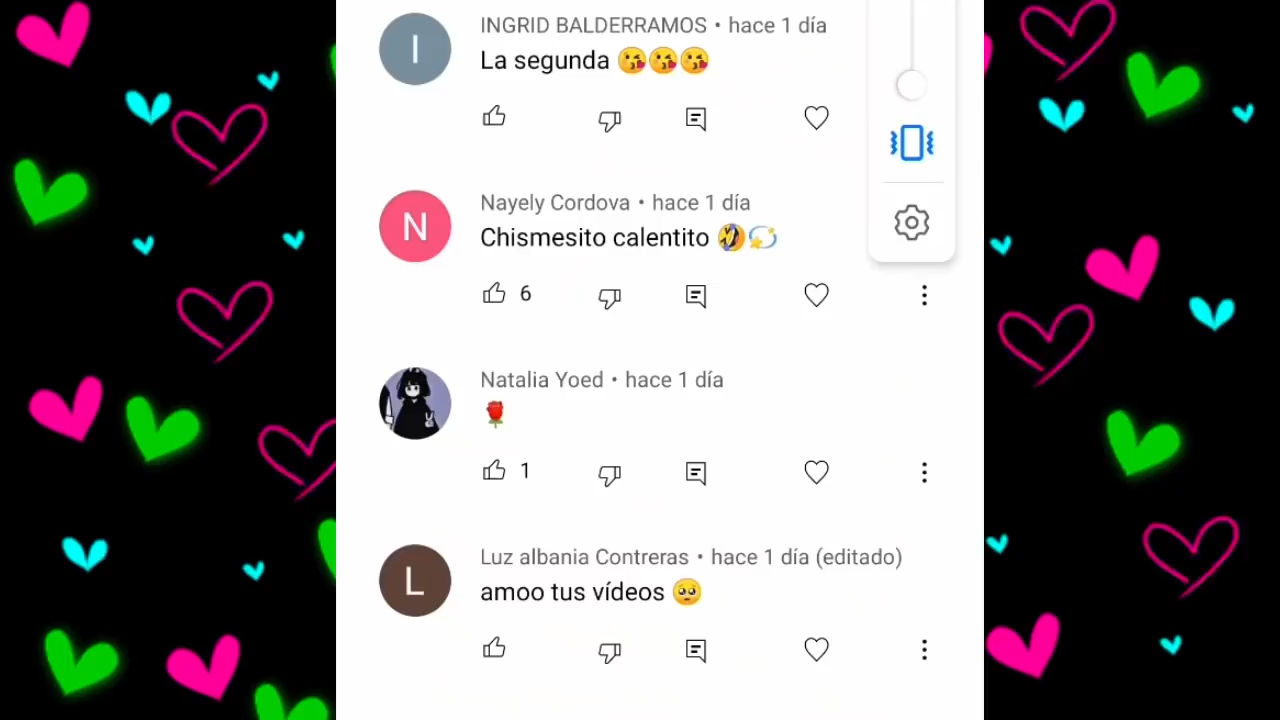 I
INGRID BALDERRAMOS • hace 1 día
La segunda 😘😘😘
N
Nayely Cordova • hace 1 día
Chismesito calentito 🤣💫
6
Natalia Yoed • hace 1 día
🌹
1
L
Luz albania Contreras • hace 1 día (editado)
amoo tus vídeos 🥺